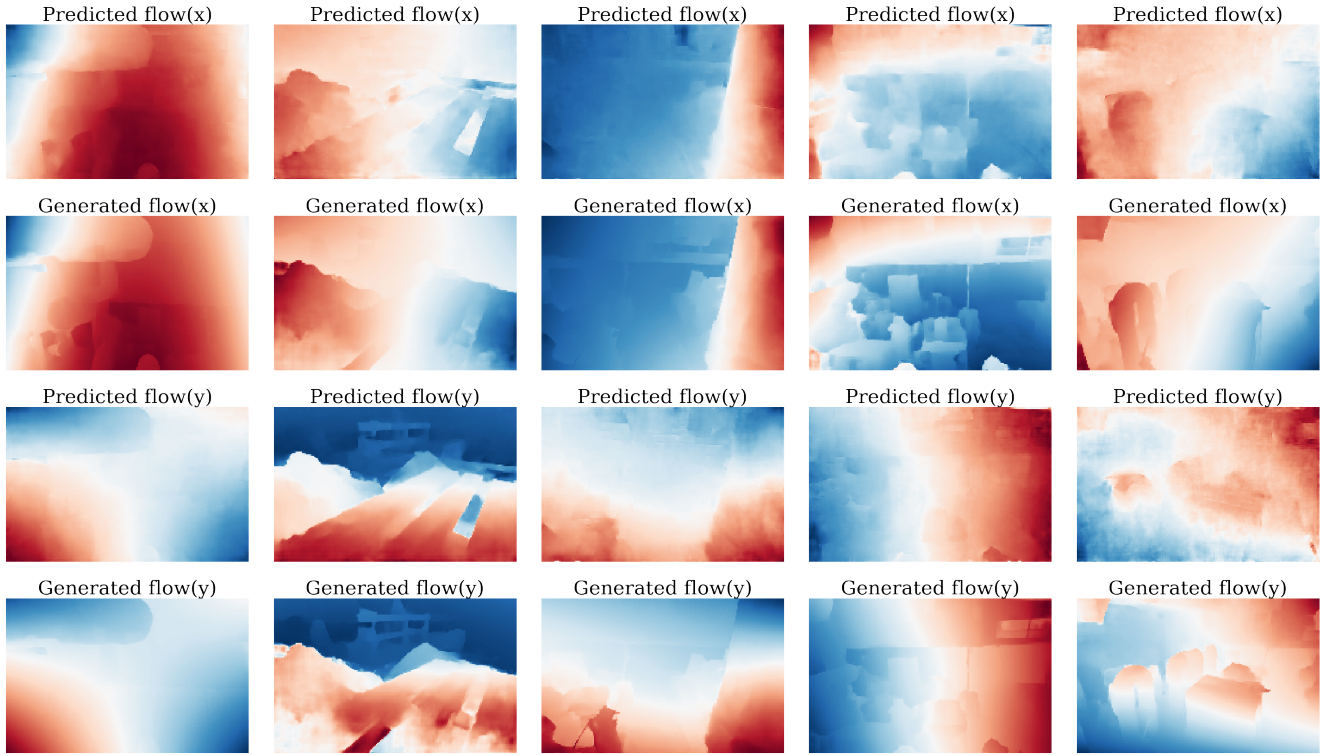 Predicted flow(x) Predicted flow(x) Predicted flow(x) Predicted flow(x) Predicted flow(x)
Generated flow(x) Generated flow(x) Generated flow(x) Generated flow(x) Generated flow(x)
Predicted flow(y) Predicted flow(y) Predicted flow(y) Predicted flow(y) Predicted flow(y)
Generated flow(y) Generated flow(y) Generated flow(y) Generated flow(y) Generated flow(y)